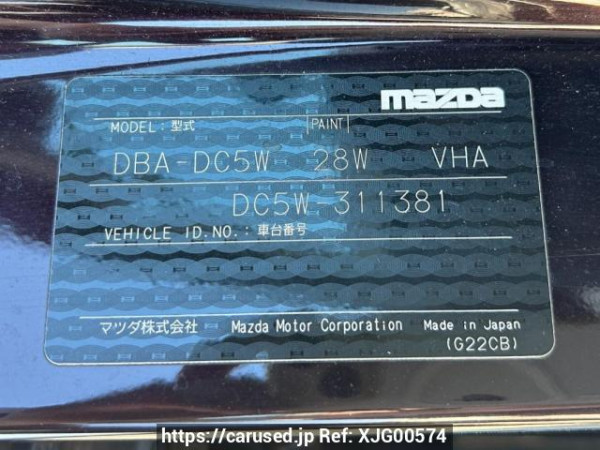 mazda
MODEL: 型式 PAINT
DBA-DC5W 28W VHA
DC5W-311381
VEHICLE ID.NO.: 車台番号
マツダ株式会社 Mazda Motor Corporation Made in Japan
(G22CB)
https://carused.jp Ref: XJG00574